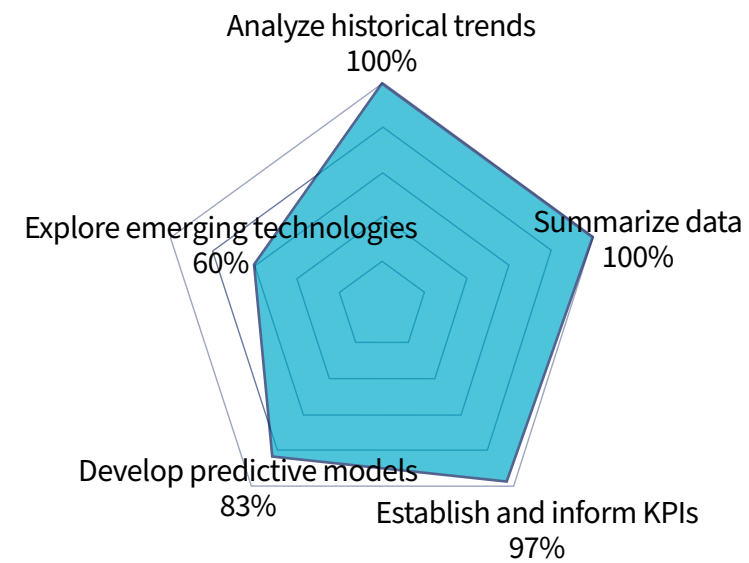 Analyze historical trends
100%
Summarize data
100%
Explore emerging technologies
60%
Develop predictive models
83%
Establish and inform KPIs
97%